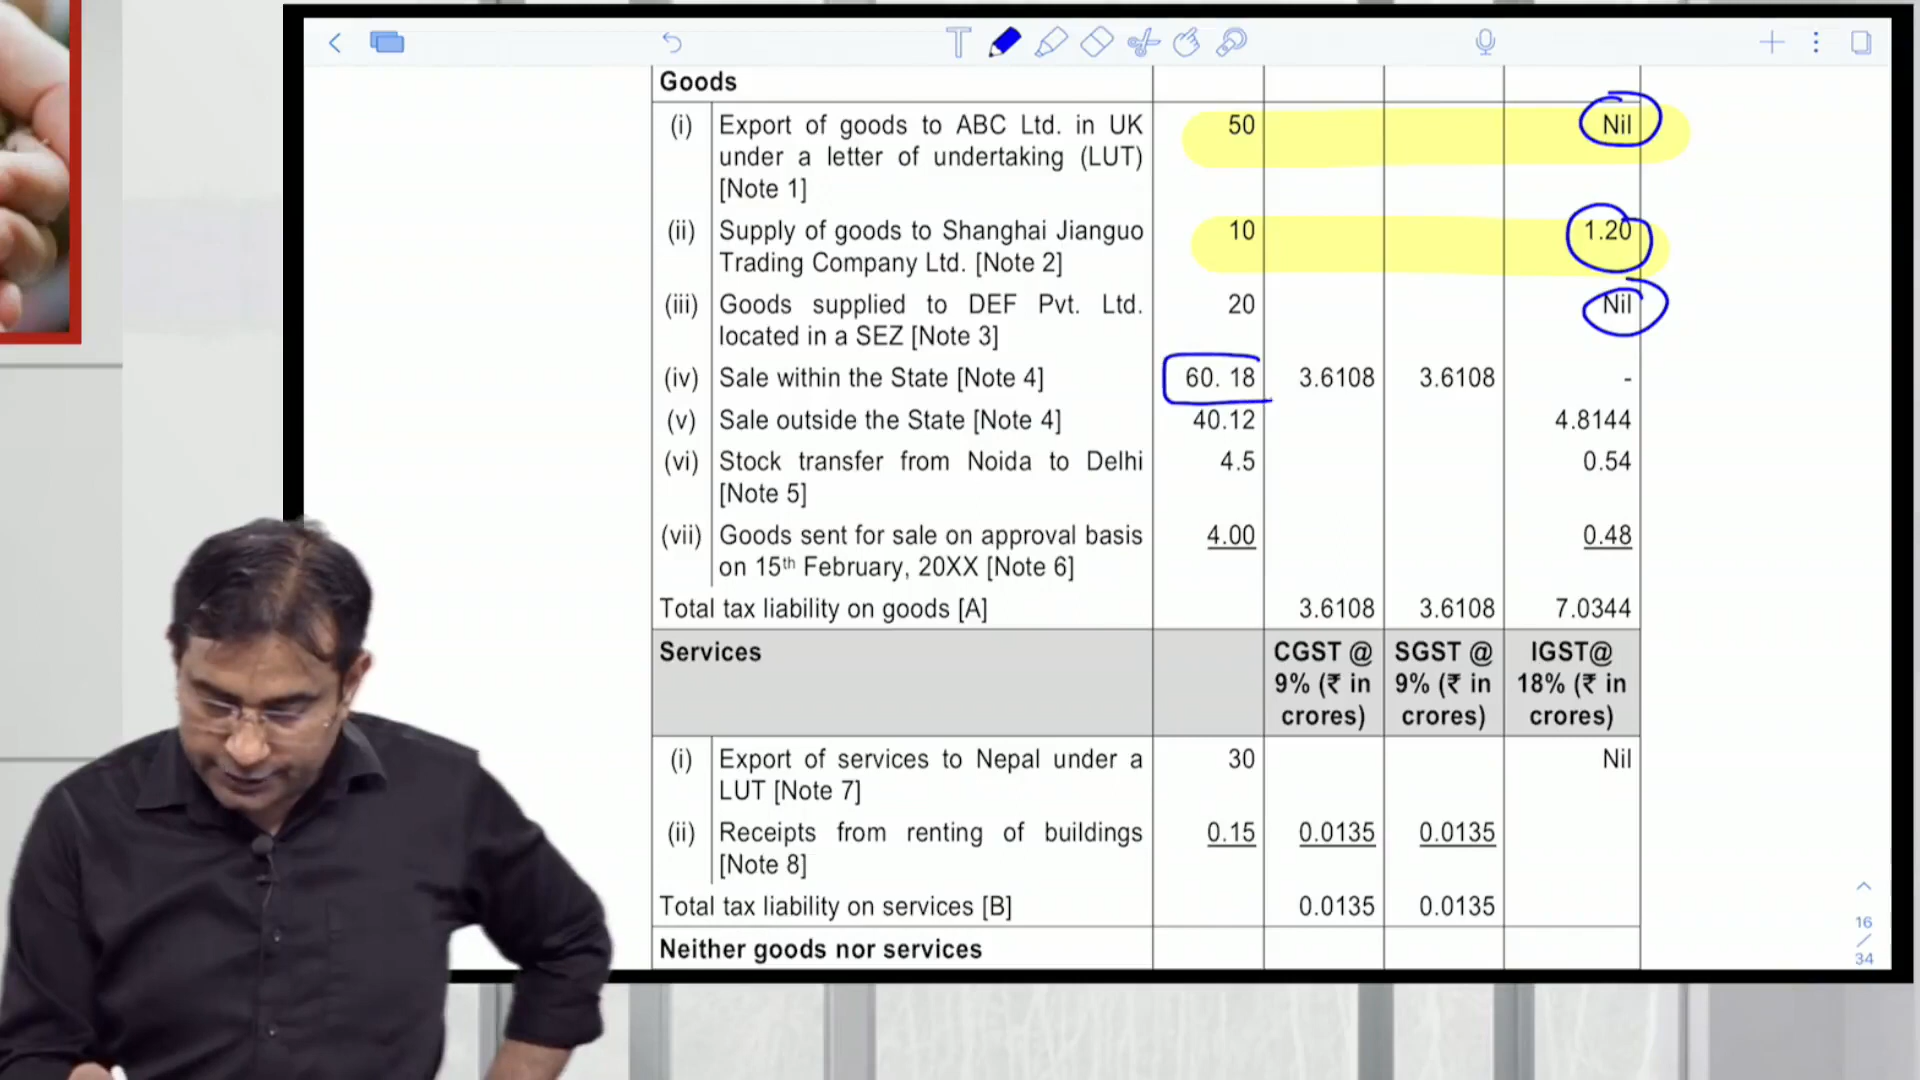 Goods
(i) Export of goods to ABC Ltd. in UK 50 Nil
under a letter of undertaking (LUT)
[Note 1]
(ii) Supply of goods to Shanghai Jianguo 10 1.20
Trading Company Ltd. [Note 2]
(iii) Goods supplied to DEF Pvt. Ltd. 20 Nil
located in a SEZ [Note 3]
(iv) Sale within the State [Note 4] 60. 18 3.6108 3.6108 -
(v) Sale outside the State [Note 4] 40.12 4.8144
(vi) Stock transfer from Noida to Delhi 4.5 0.54
[Note 5]
(vii) Goods sent for sale on approval basis 4.00 0.48
on 15th February, 20XX [Note 6]
Total tax liability on goods [A] 3.6108 3.6108 7.0344
Services CGST @ SGST @ IGST@
9% (₹ in 9% (₹ in 18% (₹ in
crores) crores) crores)
(i) Export of services to Nepal under a 30 Nil
LUT [Note 7]
(ii) Receipts from renting of buildings 0.15 0.0135 0.0135
[Note 8]
Total tax liability on services [B] 0.0135 0.0135
Neither goods nor services
16
/
34